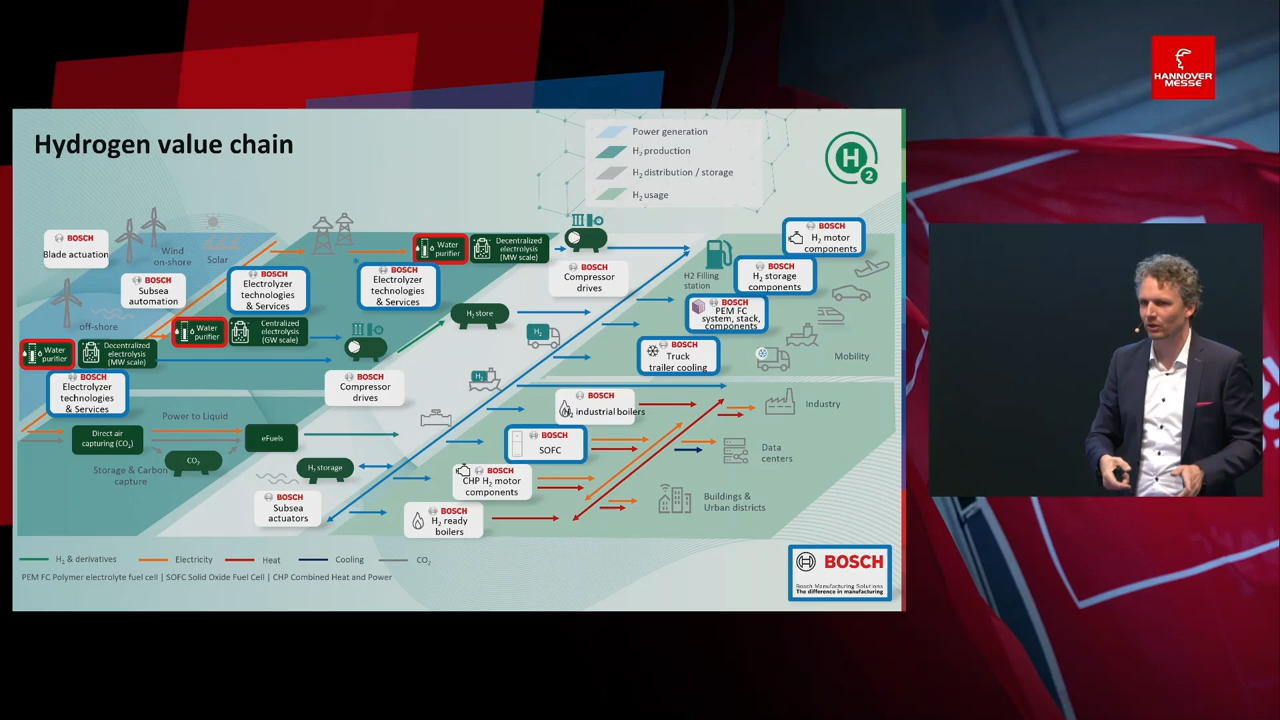 HANNOVER
MESSE
Hydrogen value chain
Power generation
H₂ production
H₂ distribution / storage
H₂ usage
H
2
BOSCH
Blade actuation
Wind
on-shore
Solar
BOSCH
Subsea
automation
off-shore
BOSCH
Electrolyzer
technologies
& Services
Water
purifier
Decentralized
electrolysis
(MW scale)
BOSCH
Electrolyzer
technologies
& Services
BOSCH
Compressor
drives
Water
purifier
Centralized
electrolysis
(GW scale)
Water
purifier
Decentralized
electrolysis
(MW scale)
BOSCH
Electrolyzer
technologies
& Services
H₂ store
H₂
H₂
BOSCH
Compressor
drives
H2 Filling
station
BOSCH
H₂ motor
components
BOSCH
H₂ storage
components
BOSCH
PEM FC
system, stack,
components
BOSCH
Truck
trailer cooling
Mobility
Power to Liquid
Direct air
capturing (CO₂)
eFuels
CO₂
Storage & Carbon
capture
H₂ storage
BOSCH
Subsea
actuators
BOSCH
H₂ industrial boilers
BOSCH
SOFC
BOSCH
CHP H₂ motor
components
BOSCH
H₂ ready
boilers
Industry
Data
centers
Buildings &
Urban districts
H₂ & derivatives
Electricity
Heat
Cooling
CO₂
PEM FC Polymer electrolyte fuel cell | SOFC Solid Oxide Fuel Cell | CHP Combined Heat and Power
BOSCH
Bosch Manufacturing Solutions
The difference in manufacturing